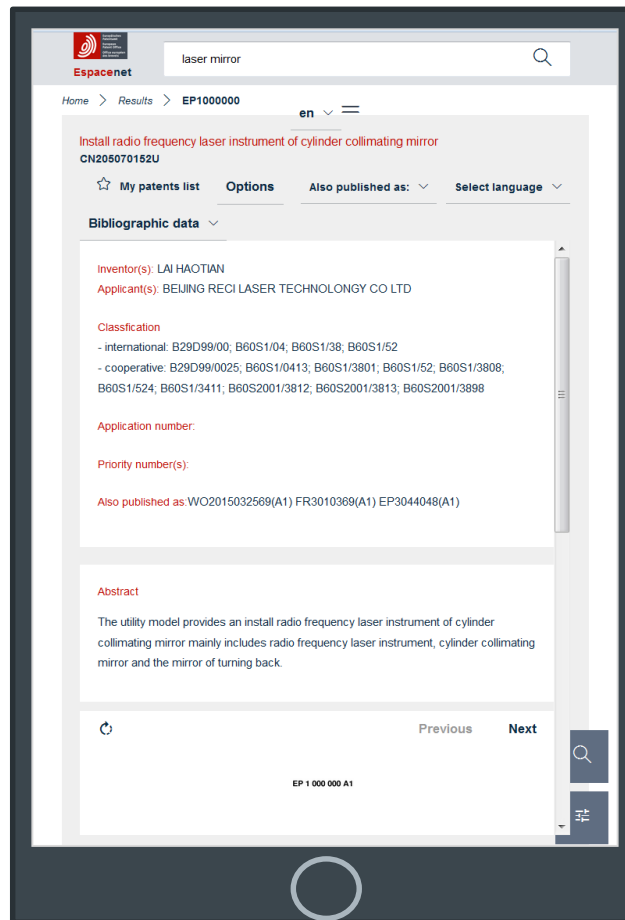 Espacenet
laser mirror
Home > Results > EP1000000
en
Install radio frequency laser instrument of cylinder collimating mirror
CN205070152U
My patents list Options Also published as: Select language
Bibliographic data
Inventor(s): LAI HAOTIAN
Applicant(s): BEIJING RECI LASER TECHNOLONGY CO LTD
Classfication
- international: B29D99/00; B60S1/04; B60S1/38; B60S1/52
- cooperative: B29D99/0025; B60S1/0413; B60S1/3801; B60S1/52; B60S1/3808;
B60S1/524; B60S1/3411; B60S2001/3812; B60S2001/3813; B60S2001/3898
Application number:
Priority number(s):
Also published as:WO2015032569(A1) FR3010369(A1) EP3044048(A1)
Abstract
The utility model provides an install radio frequency laser instrument of cylinder
collimating mirror mainly includes radio frequency laser instrument, cylinder collimating
mirror and the mirror of turning back.
Previous Next
EP 1 000 000 A1